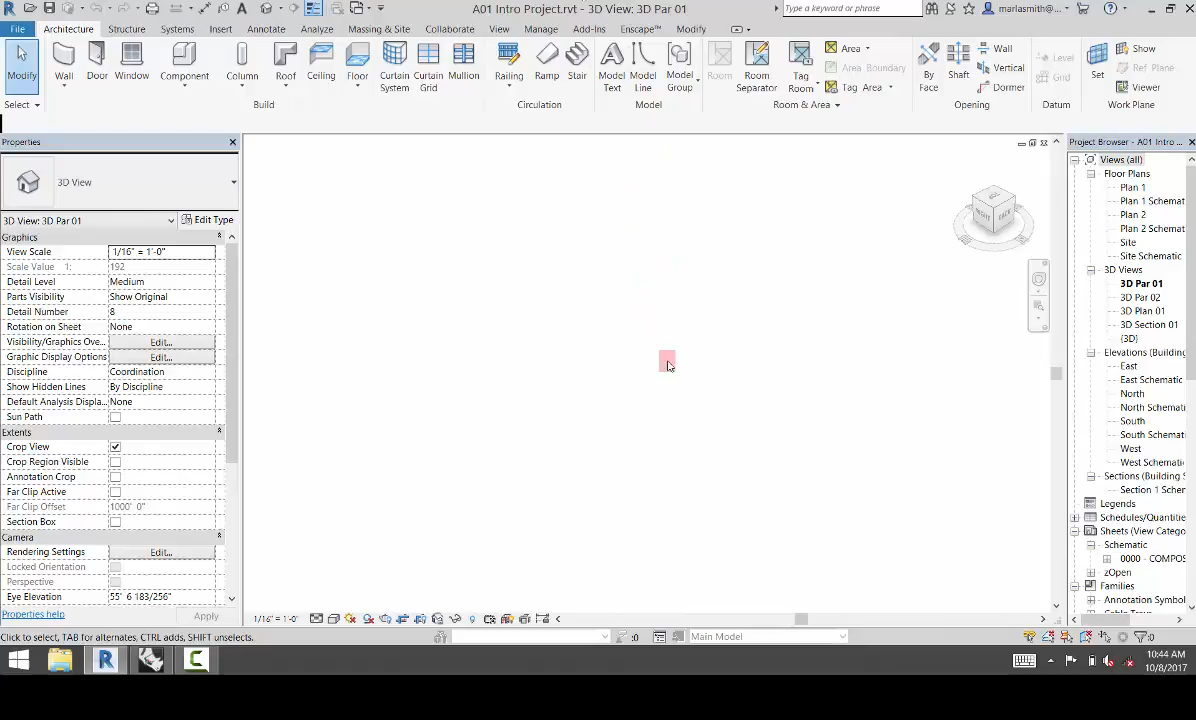 A01 Intro Project.rvt - 3D View: 3D Par 01
Type a keyword or phrase
marlasmith@...
File Architecture Structure Systems Insert Annotate Analyze Massing & Site Collaborate View Manage Add-Ins Enscape™ Modify
Modify Wall Door Window Component Column Roof Ceiling Floor Curtain System Curtain Grid Mullion Railing Ramp Stair Model Text Model Line Model Group Room Room Separator Tag Room
Area
Area Boundary
Tag Area
By Face Shaft
Wall
Vertical
Dormer
Level
Grid
Set
Show
Ref Plane
Viewer
Select Build Circulation Model Room & Area Opening Datum Work Plane
Properties
3D View
3D View: 3D Par 01 Edit Type
Graphics
View Scale 1/16" = 1'-0"
Scale Value 1: 192
Detail Level Medium
Parts Visibility Show Original
Detail Number 8
Rotation on Sheet None
Visibility/Graphics Ove... Edit...
Graphic Display Options Edit...
Discipline Coordination
Show Hidden Lines By Discipline
Default Analysis Displa... None
Sun Path
Extents
Crop View
Crop Region Visible
Annotation Crop
Far Clip Active
Far Clip Offset 1000' 0"
Section Box
Camera
Rendering Settings Edit...
Locked Orientation
Perspective
Eye Elevation 55' 6 183/256"
Properties help Apply
RIGHT
Project Browser - A01 Intro ...
Views (all)
Floor Plans
Plan 1
Plan 1 Schemat
Plan 2
Plan 2 Schemat
Site
Site Schematic
3D Views
3D Par 01
3D Par 02
3D Plan 01
3D Section 01
{3D}
Elevations (Building
East
East Schematic
North
North Schemati
South
South Schemati
West
West Schemati
Sections (Building S
Section 1 Scher
Legends
Schedules/Quantitie
Sheets (View Catego
Schematic
0000 - COMPOS
zOpen
Families
Annotation Symbol
1/16" = 1'-0"
Click to select, TAB for alternates, CTRL adds, SHIFT unselects.
:0
Main Model
:0
10:44 AM
10/8/2017